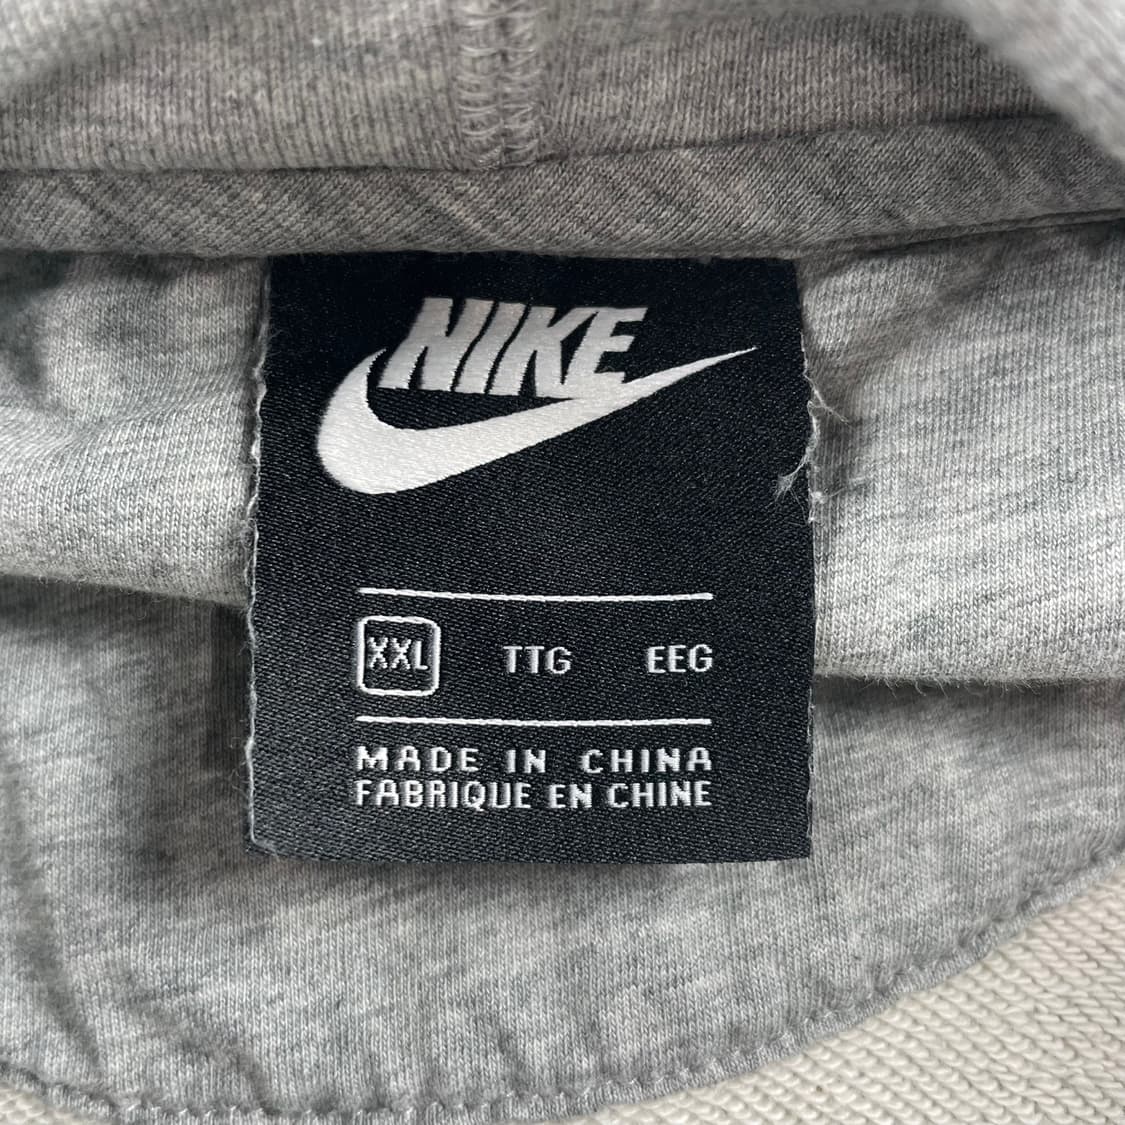 NIKE
XXL TTG EEG
MADE IN CHINA
FABRIQUE EN CHINE